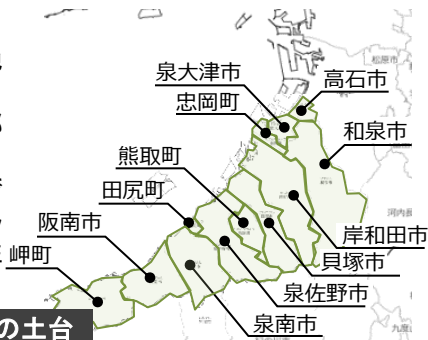 泉大津市
高石市
忠岡町
和泉市
熊取町
田尻町
阪南市
岸和田市
岬町
貝塚市
泉佐野市
泉南市
の土台